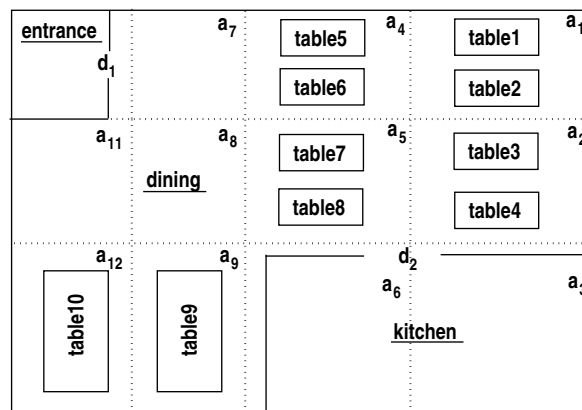 entrance
d1
a7
table5
a4
table1
a1
table6
table2
a11
a8
table7
a5
table3
a2
dining
table8
table4
a12
a9
d2
a6
a3
table10
table9
kitchen